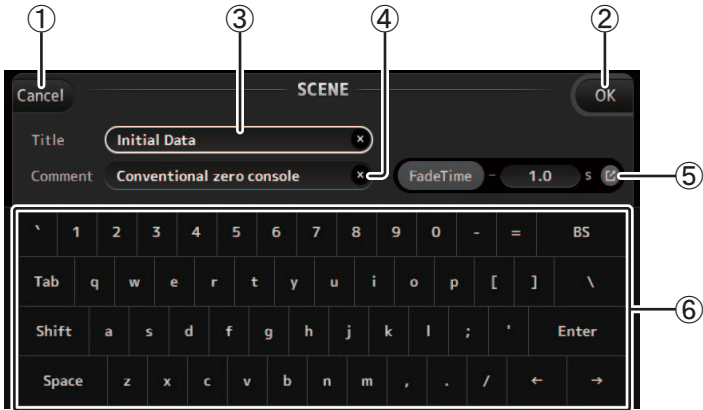 ① ③ ④ ②
Cancel SCENE OK
Title Initial Data ×
Comment Conventional zero console × FadeTime - 1.0 s ⑤
` 1 2 3 4 5 6 7 8 9 0 - = BS
Tab q w e r t y u i o p [ ] \
⑥
Shift a s d f g h j k l ; ' Enter
Space z x c v b n m , . / ← →